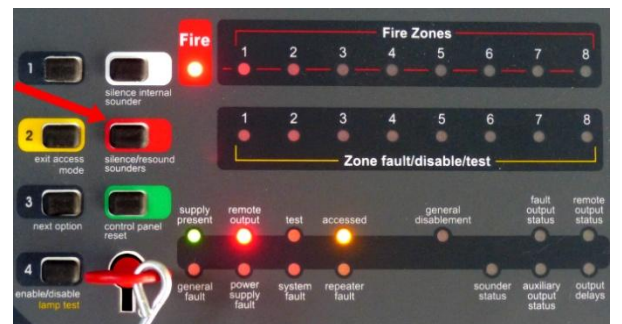 Fire
Fire Zones
1 2 3 4 5 6 7 8
1
silence internal
sounder
1 2 3 4 5 6 7 8
Zone fault/disable/test
2
exit access
mode
silence/resound
sounders
3
next option
control panel
reset
supply
present
remote
output
test
accessed
general
disablement
fault
output
status
remote
output
status
4
enable/disable
lamp test
general
fault
power
supply
fault
system
fault
repeater
fault
sounder
status
auxiliary
output
status
output
delays